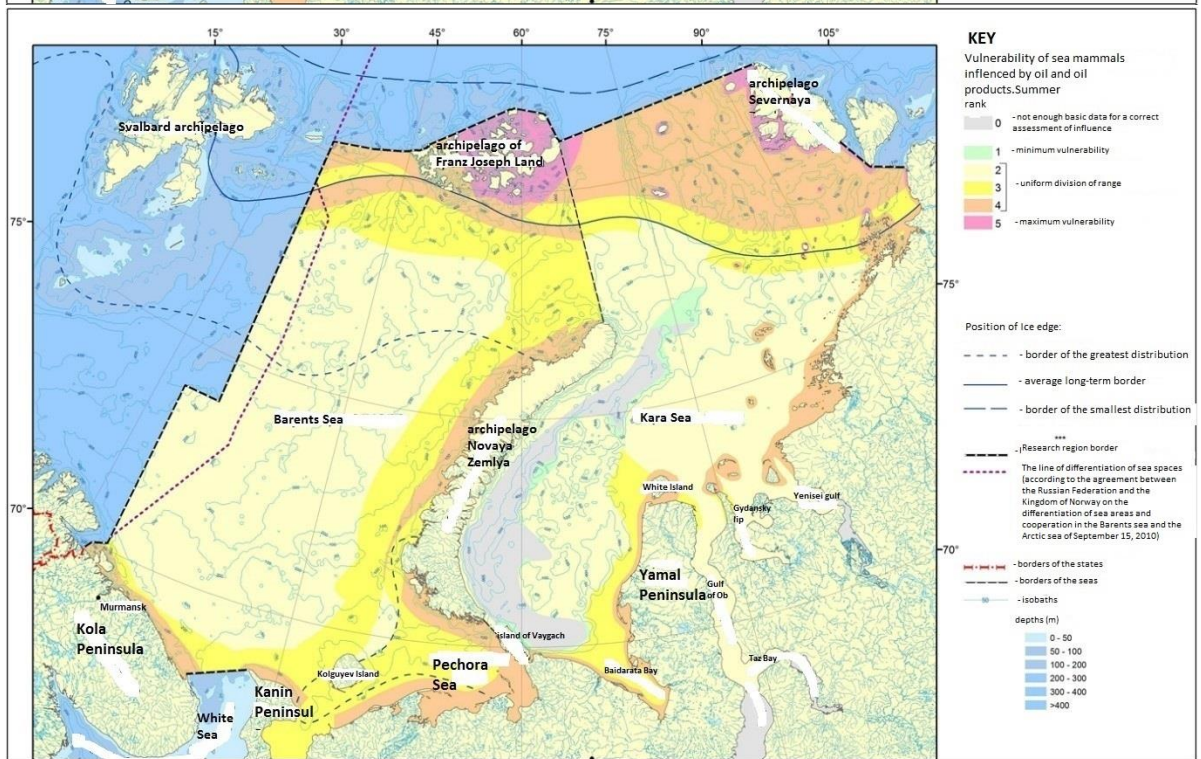 15°
30°
45°
60°
75°
90°
105°
75°
70°
75°
70°
Svalbard archipelago
archipelago of
Franz Joseph Land
archipelago
Severnaya
Barents Sea
archipelago
Novaya
Zemlya
Kara Sea
White Island
Gydansky
fip
Yenisei gulf
Murmansk
Kola
Peninsula
Yamal
Peninsula
Gulf
of Ob
island of Vaygach
Kolguyev Island
Pechora
Sea
Baidarata Bay
Taz Bay
Kanin
Peninsul
White
Sea
KEY
Vulnerability of sea mammals
inflenced by oil and oil
products.Summer
rank
0 - not enough basic data for a correct
assessment of influence
1 - minimum vulnerability
2
3 - uniform division of range
4
5 - maximum vulnerability
Position of Ice edge:
- border of the greatest distribution
- average long-term border
- border of the smallest distribution
***
Research region border
The line of differentiation of sea spaces
(according to the agreement between
the Russian Federation and the
Kingdom of Norway on the
differentiation of sea areas and
cooperation in the Barents sea and the
Arctic sea of September 15, 2010)
- borders of the states
- borders of the seas
- isobaths
depths (m)
0 - 50
50 - 100
100 - 200
200 - 300
300 - 400
>400